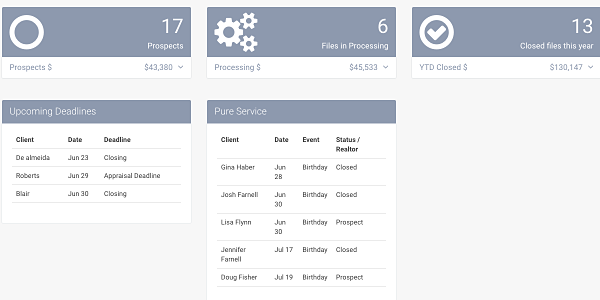 17
Prospects
Prospects $ $43,380
6
Files in Processing
Processing $ $45,533
13
Closed files this year
YTD Closed $ $130,147
Upcoming Deadlines
Client Date Deadline
De almeida Jun 23 Closing
Roberts Jun 29 Appraisal Deadline
Blair Jun 30 Closing
Pure Service
Client Date Event Status /
Realtor
Gina Haber Jun Birthday Closed
28
Josh Farnell Jun Birthday Closed
30
Lisa Flynn Jun Birthday Prospect
30
Jennifer Jul 17 Birthday Closed
Farnell
Doug Fisher Jul 19 Birthday Prospect